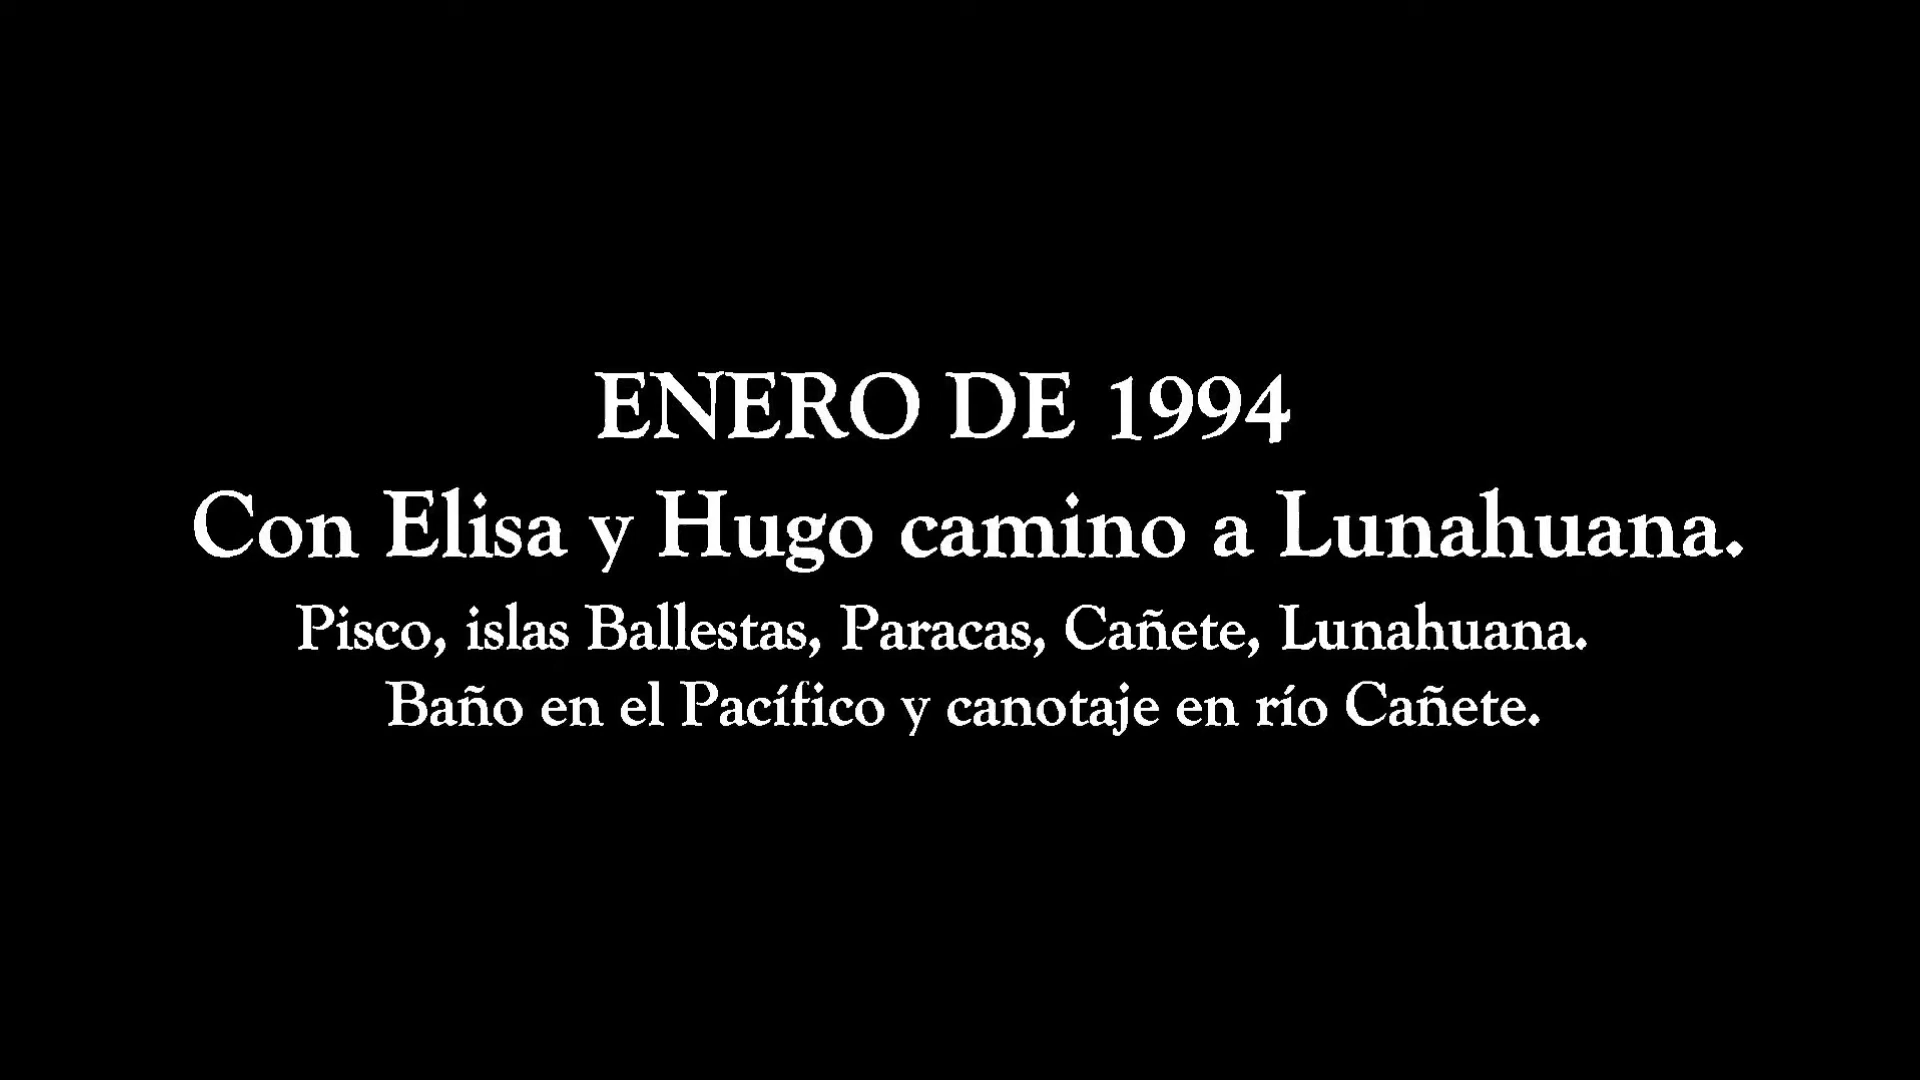 ENERO DE 1994
Con Elisa y Hugo camino a Lunahuana.
Pisco, islas Ballestas, Paracas, Cañete, Lunahuana.
Baño en el Pacífico y canotaje en río Cañete.